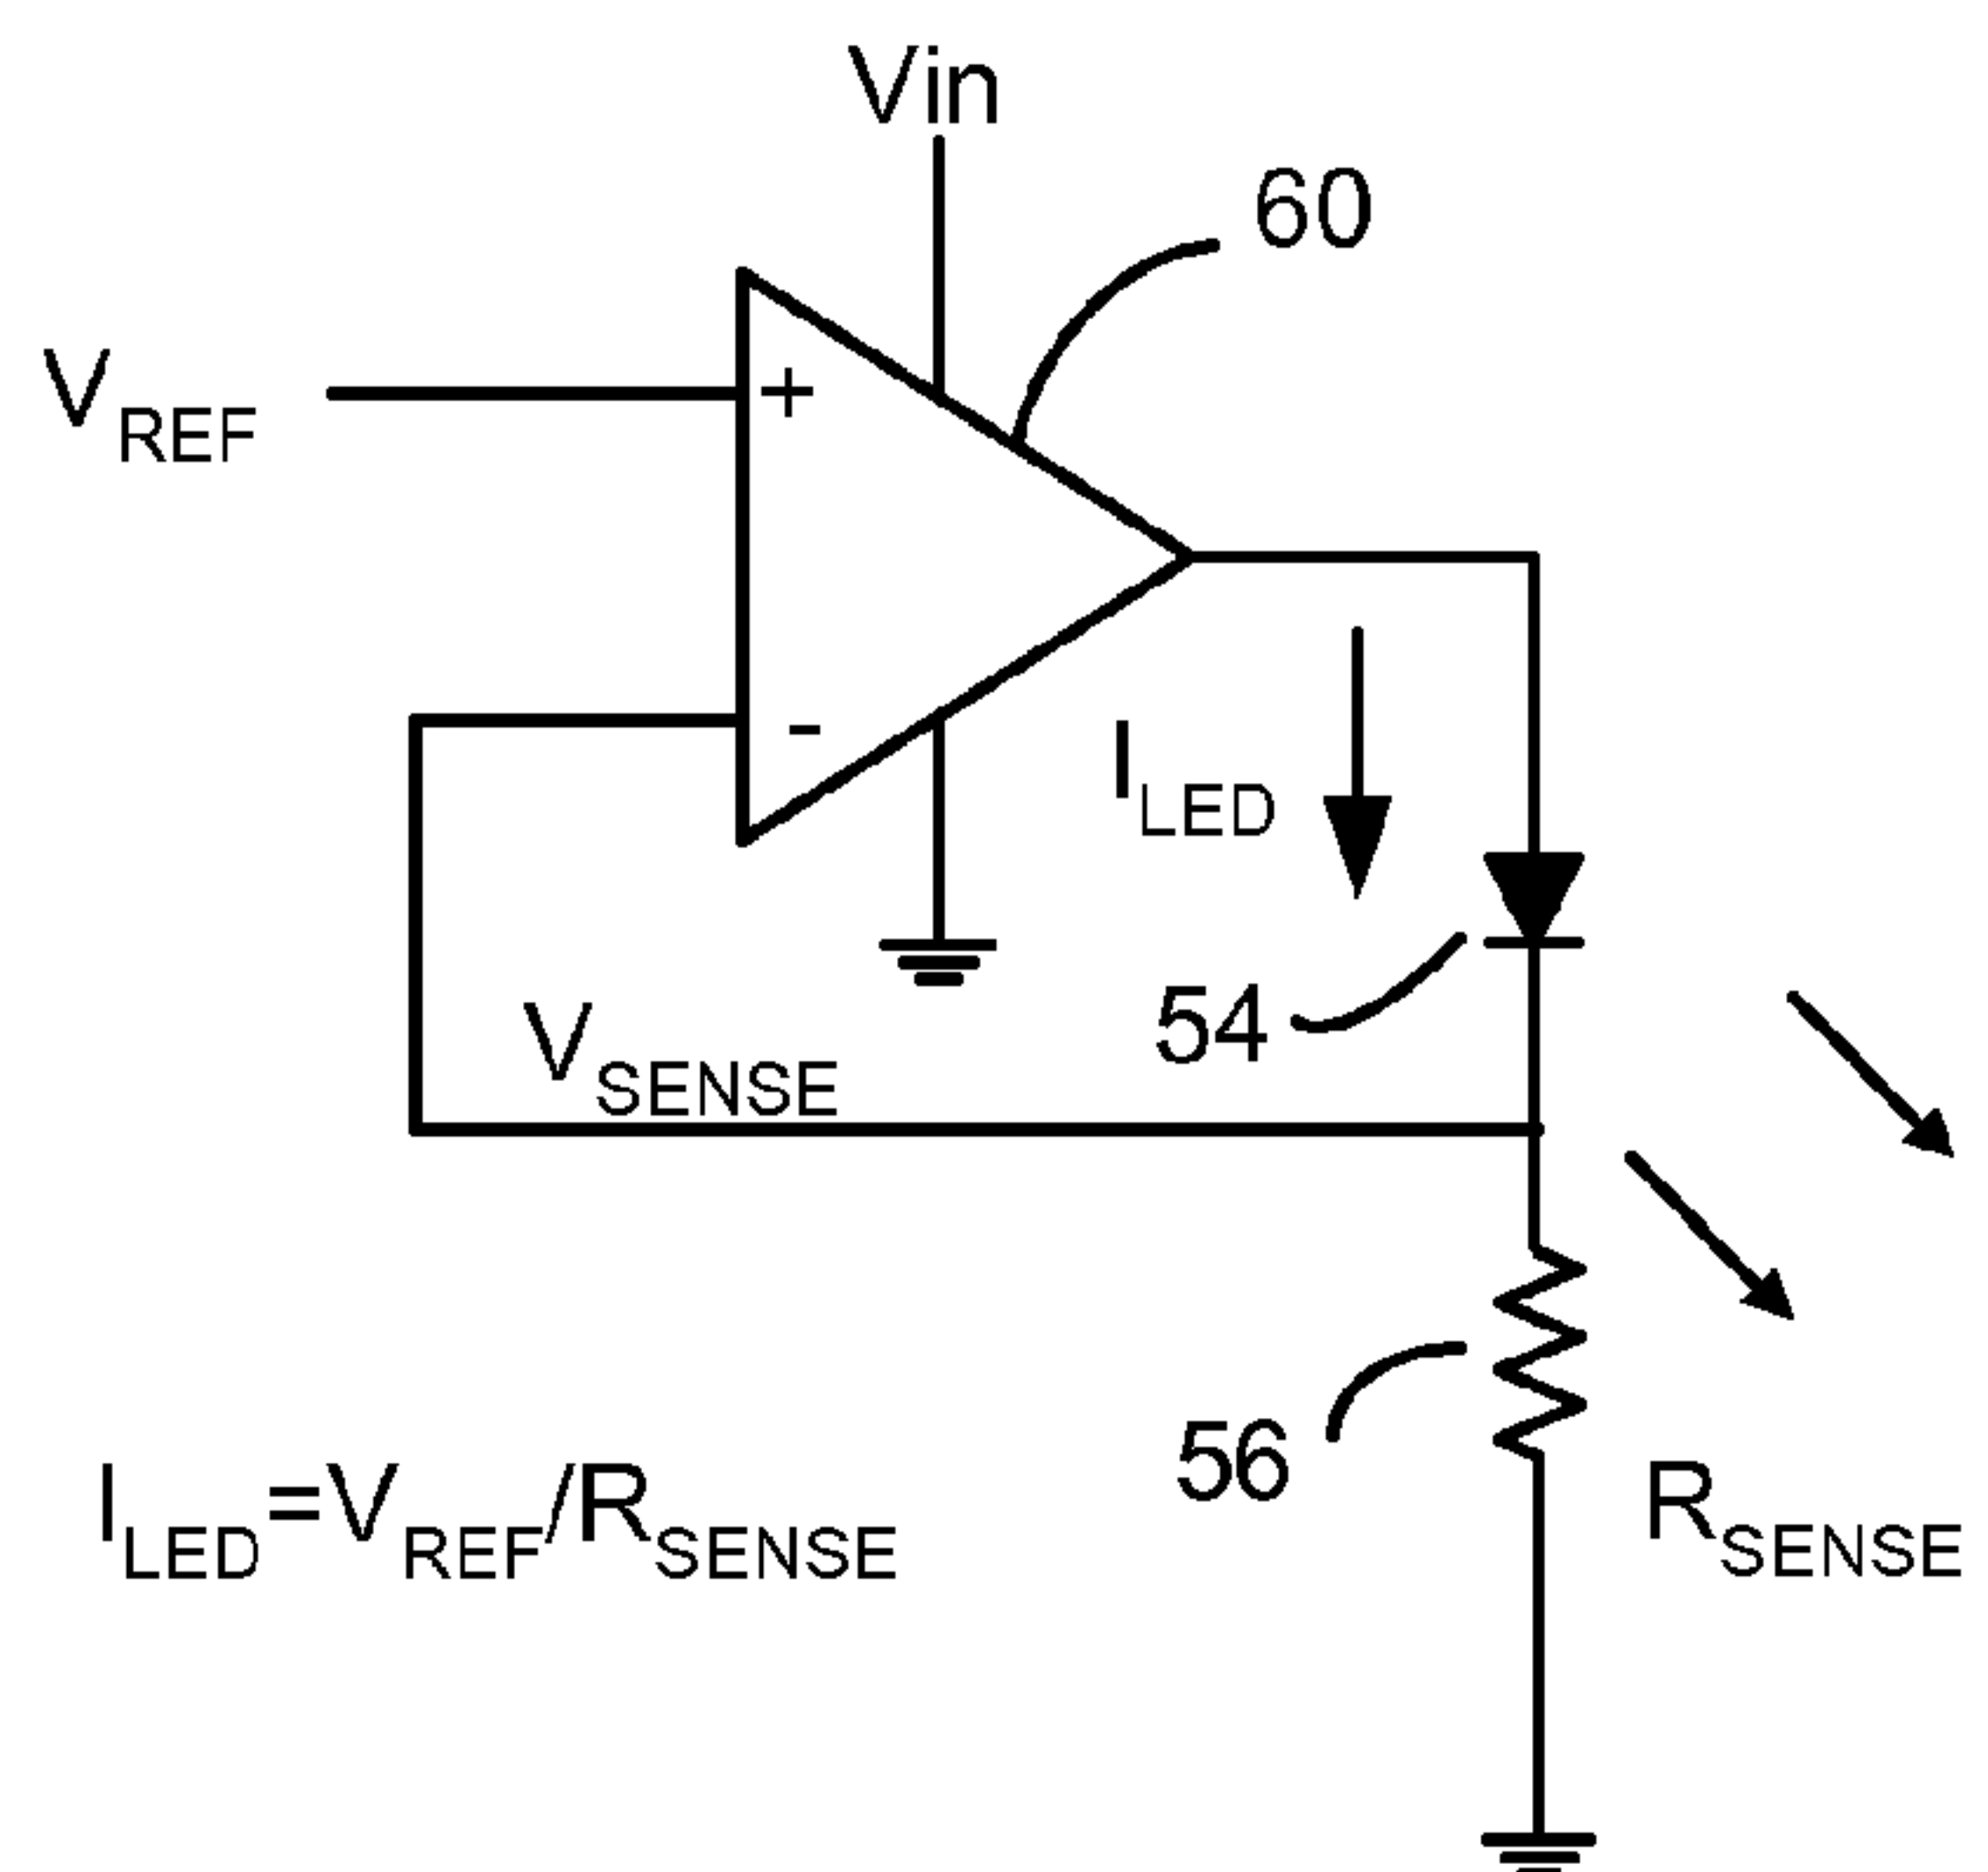 Vin
60
VREF
+
-
ILED
54
VSENSE
56
ILED=VREF/RSENSE
RSENSE